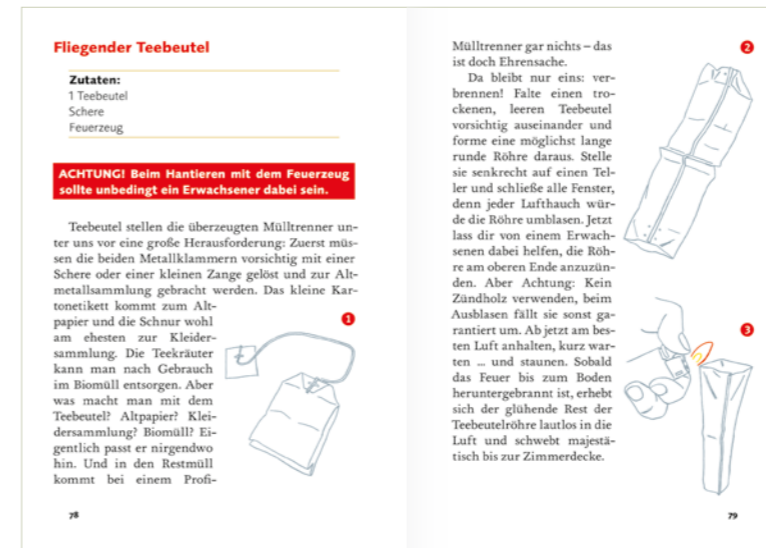 Fliegender Teebeutel
Zutaten:
1 Teebeutel
Schere
Feuerzeug
ACHTUNG! Beim Hantieren mit dem Feuerzeug
sollte unbedingt ein Erwachsener dabei sein.
Teebeutel stellen die überzeugten Mülltrenner un-
ter uns vor eine große Herausforderung: Zuerst müs-
sen die beiden Metallklammern vorsichtig mit einer
Schere oder einer kleinen Zange gelöst und zur Alt-
metallsammlung gebracht werden. Das kleine Kar-
tonetikett kommt zum Alt-
papier und die Schnur wohl
am ehesten zur Kleider-
sammlung. Die Teekräuter
kann man nach Gebrauch
im Biomüll entsorgen. Aber
was macht man mit dem
Teebeutel? Altpapier? Klei-
dersammlung? Biomüll? Ei-
gentlich passt er nirgendwo
hin. Und in den Restmüll
kommt bei einem Profi-
1
78
Mülltrenner gar nichts – das
ist doch Ehrensache.
Da bleibt nur eins: ver-
brennen! Falte einen tro-
ckenen, leeren Teebeutel
vorsichtig auseinander und
forme eine möglichst lange
runde Röhre daraus. Stelle
sie senkrecht auf einen Tel-
ler und schließe alle Fenster,
denn jeder Lufthauch wür-
de die Röhre umblasen. Jetzt
lass dir von einem Erwach-
senen dabei helfen, die Röh-
re am oberen Ende anzuzün-
den. Aber Achtung: Kein
Zündholz verwenden, beim
Ausblasen fällt sie sonst ga-
rantiert um. Ab jetzt am bes-
ten Luft anhalten, kurz war-
ten ... und staunen. Sobald
das Feuer bis zum Boden
heruntergebrannt ist, erhebt
sich der glühende Rest der
Teebeutelröhre lautlos in die
Luft und schwebt majestä-
tisch bis zur Zimmerdecke.
2
3
79